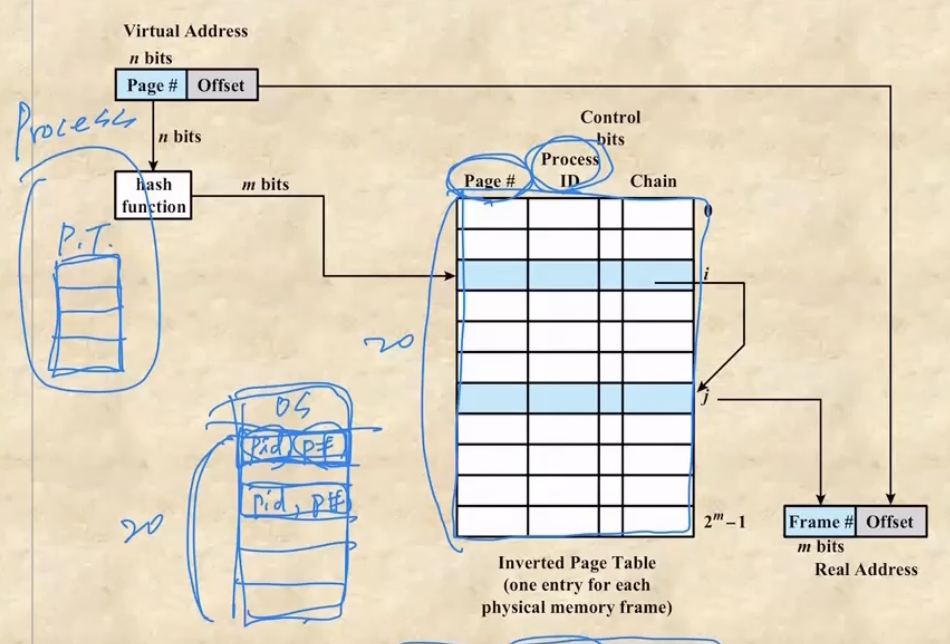 Virtual Address
n bits
Page # Offset
Process
n bits
hash
function
m bits
P.T.
Control
bits
Page #
Process
ID
Chain
0
i
20
j
OS
pid, p#
pid, p#
20
2^m – 1
Frame # Offset
m bits
Real Address
Inverted Page Table
(one entry for each
physical memory frame)